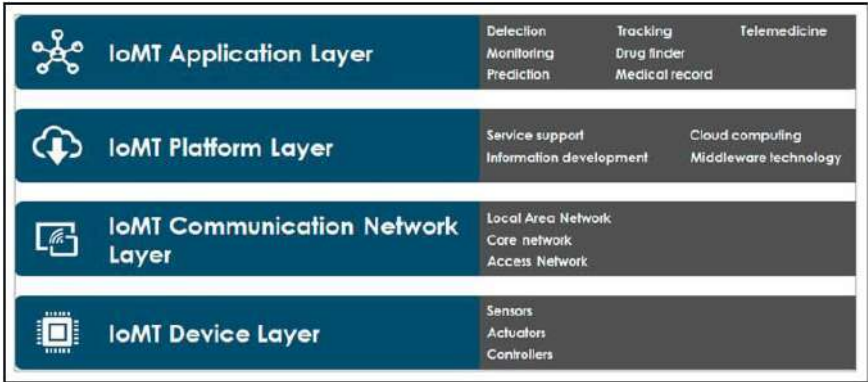 IoMT Application Layer
Detection Tracking Telemedicine
Monitoring Drug finder
Prediction Medical record
IoMT Platform Layer
Service support Cloud computing
Information development Middleware technology
IoMT Communication Network
Layer
Local Area Network
Core network
Access Network
IoMT Device Layer
Sensors
Actuators
Controllers